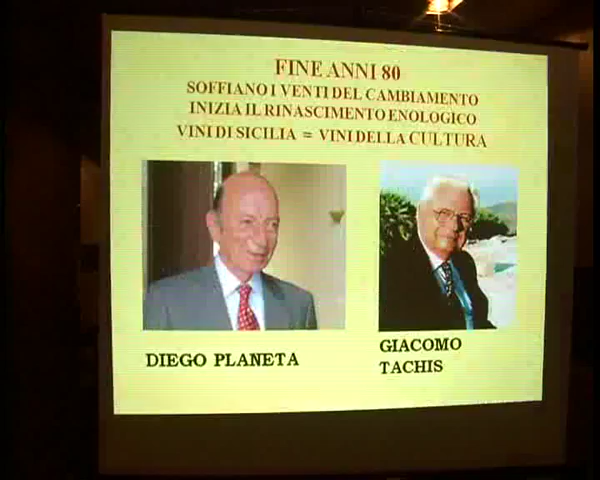 FINE ANNI 80
SOFFIANO I VENTI DEL CAMBIAMENTO
INIZIA IL RINASCIMENTO ENOLOGICO
VINI DI SICILIA = VINI DELLA CULTURA
DIEGO PLANETA
GIACOMO
TACHIS